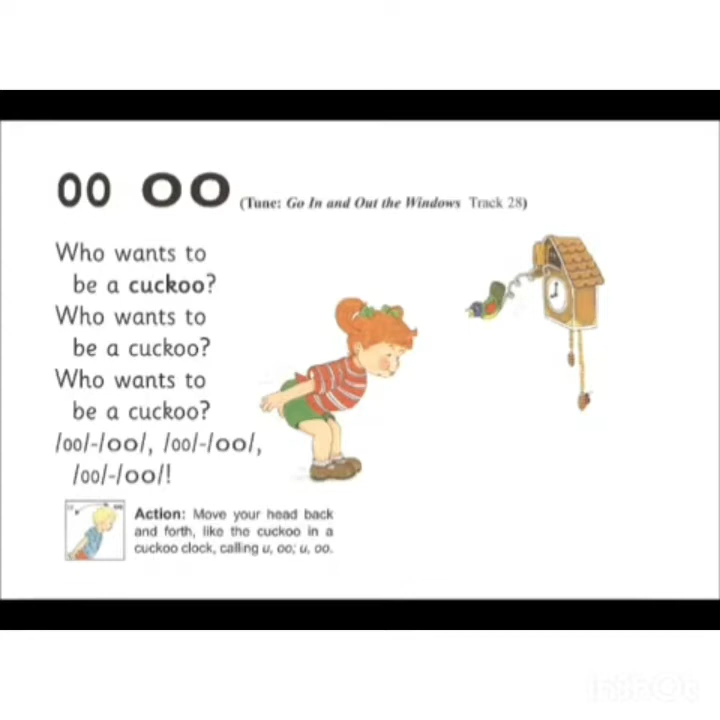 oo oo (Tune: Go In and Out the Windows Track 28)
Who wants to
be a cuckoo?
Who wants to
be a cuckoo?
Who wants to
be a cuckoo?
/oo/-/oo/, /oo/-/oo/,
/oo/-/oo/!
Action: Move your head back
and forth, like the cuckoo in a
cuckoo clock, calling u, oo; u, oo.